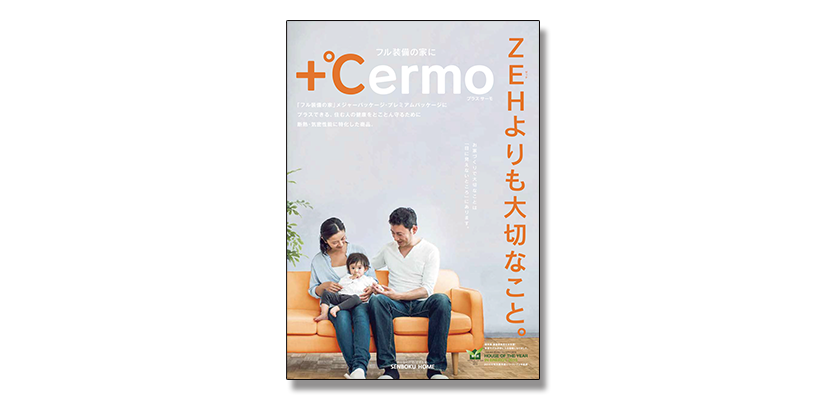 フル装備の家に
+℃ermo
プラスサーモ
「フル装備の家」メジャーパッケージ・プレミアムパッケージに
プラスできる。住む人の健康をとことん守るために
断熱、気密性能に特化した商品。
ZEHよりも大切なこと。
ゼッチ
HOUSE OF THE YEAR
SENBOKU HOME